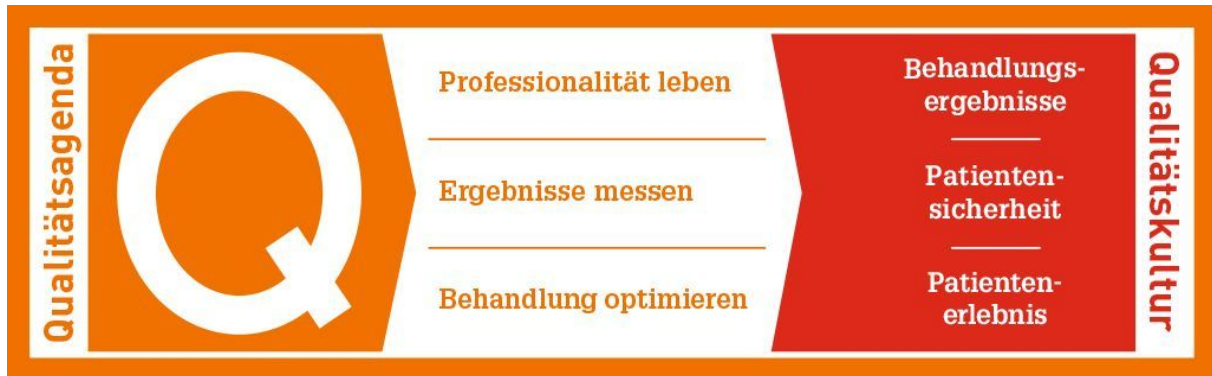 Qualitätsagenda
Q
Professionalität leben
Ergebnisse messen
Behandlung optimieren
Behandlungs-
ergebnisse
Patienten-
sicherheit
Patienten-
erlebnis
Qualitätskultur